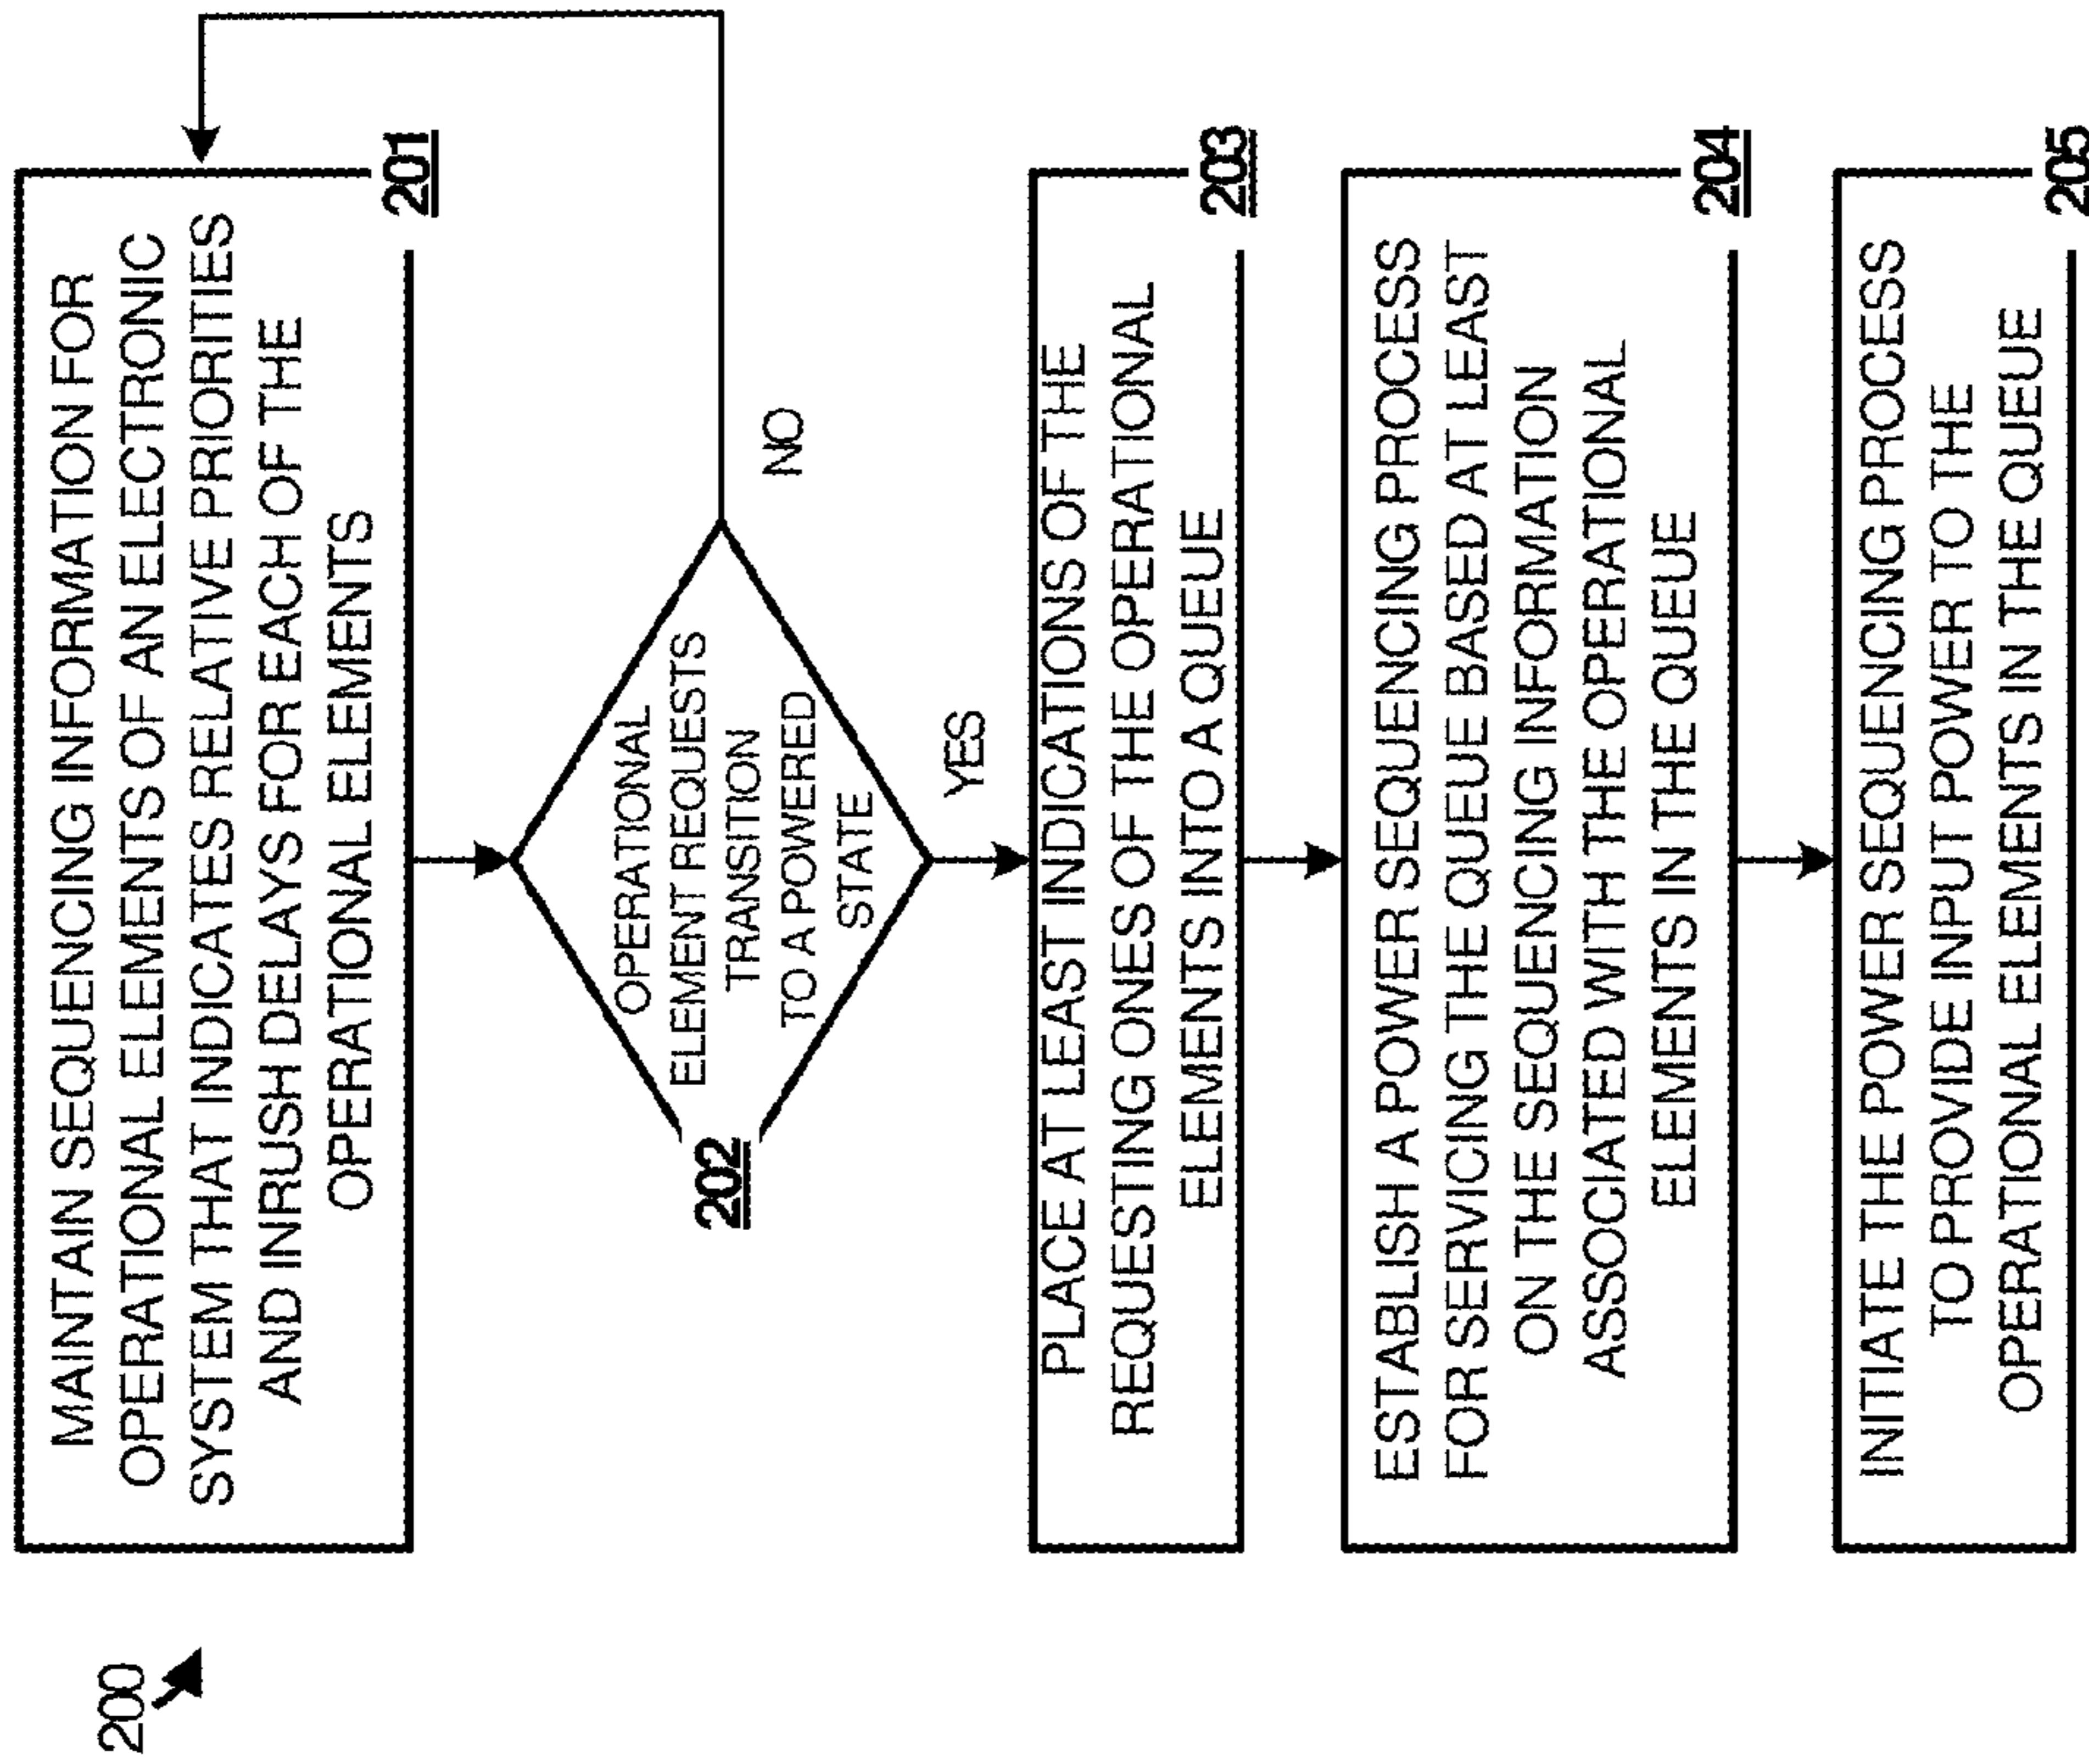 200
MAINTAIN SEQUENCING INFORMATION FOR
OPERATIONAL ELEMENTS OF AN ELECTRONIC
SYSTEM THAT INDICATES RELATIVE PRIORITIES
AND INRUSH DELAYS FOR EACH OF THE
OPERATIONAL ELEMENTS
201
OPERATIONAL
ELEMENT REQUESTS
TRANSITION
TO A POWERED
STATE
202
NO
YES
PLACE AT LEAST INDICATIONS OF THE
REQUESTING ONES OF THE OPERATIONAL
ELEMENTS INTO A QUEUE
203
ESTABLISH A POWER SEQUENCING PROCESS
FOR SERVICING THE QUEUE BASED AT LEAST
ON THE SEQUENCING INFORMATION
ASSOCIATED WITH THE OPERATIONAL
ELEMENTS IN THE QUEUE
204
INITIATE THE POWER SEQUENCING PROCESS
TO PROVIDE INPUT POWER TO THE
OPERATIONAL ELEMENTS IN THE QUEUE
205